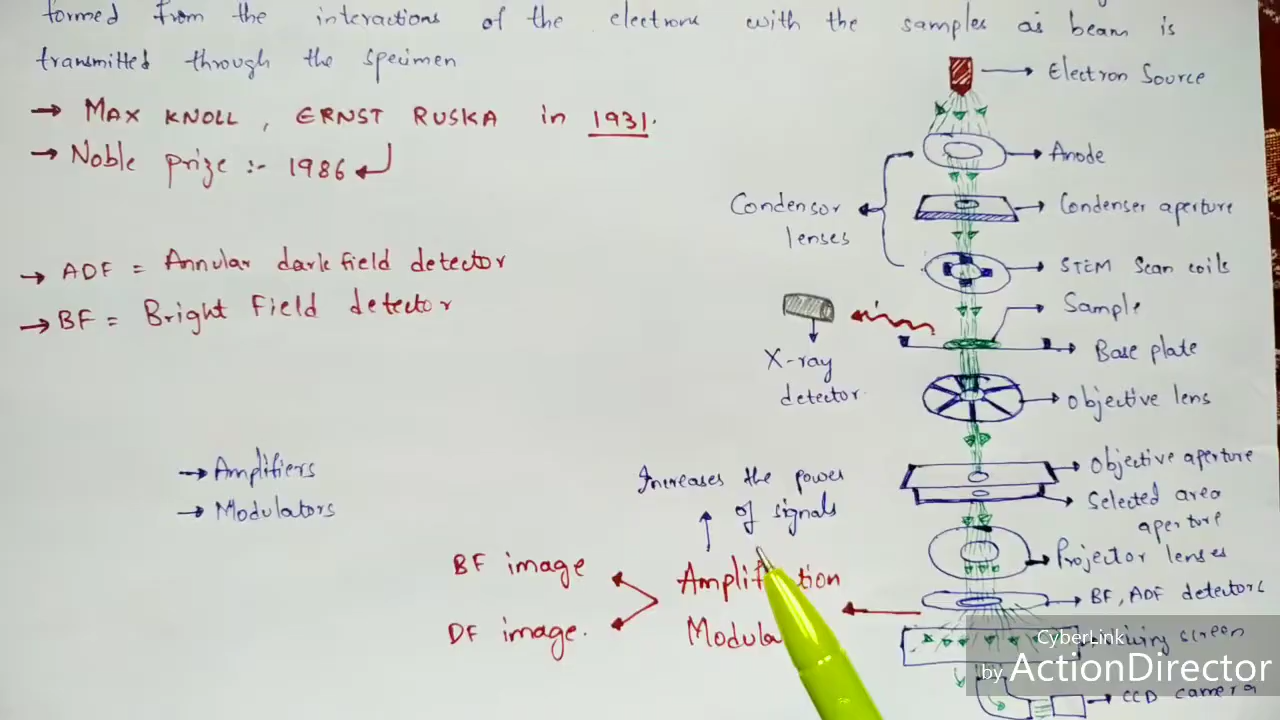 formed from the interactions of the electrons with the samples as beam is
transmitted through the specimen
→ MAX KNOLL , ERNST RUSKA in 1931.
→ Noble prize :- 1986
→ ADF = Annular dark field detector
→ BF = Bright Field detector
→ Amplifiers
→ Modulators
Electron Source
Anode
Condenser aperture
Condensor
lenses
STEM Scan coils
Sample
Base plate
X-ray
detector
Objective lens
Objective aperture
Selected area
aperture
Projector lenses
BF, ADF detectors
screen
CCD camera
Increases the power
of signals
BF image
DF image.
CyberLink
by ActionDirector